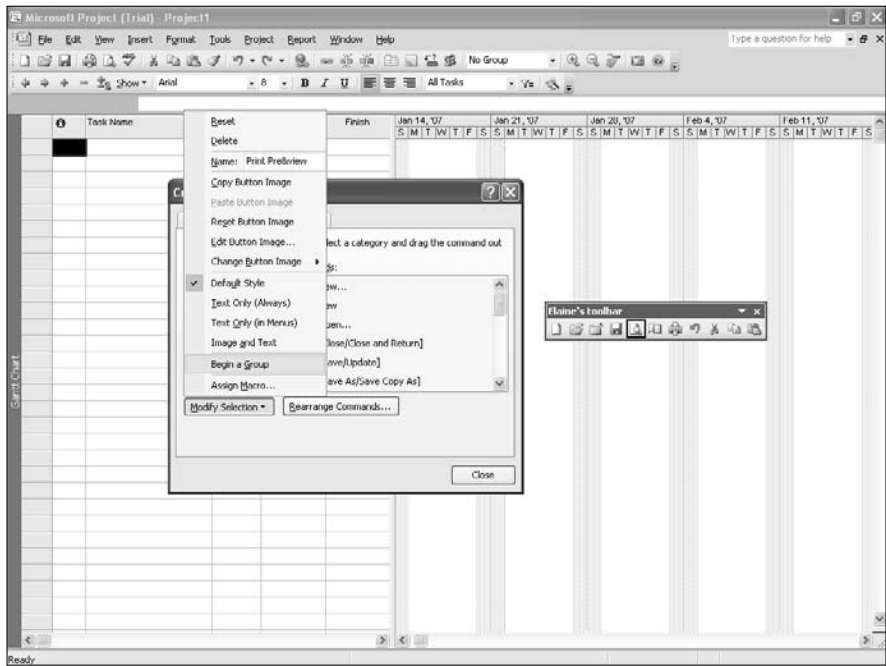 Microsoft Project (Trial) - Project1
File Edit View Insert Format Tools Project Report Window Help
Type a question for help
No Group
Show Arial 8 B I U All Tasks
Task Name
Finish
Jan 14, '07 Jan 21, '07 Jan 28, '07 Feb 4, '07 Feb 11, '07
S M T W T F S S M T W T F S S M T W T F S S M T W T F S S M T W T F S
Reset
Delete
Name: Print Pre&view
Copy Button Image
Paste Button Image
Reset Button Image
Edit Button Image...
Change Button Image
Default Style
Text Only (Always)
Text Only (in Menus)
Image and Text
Begin a Group
Assign Macro...
lect a category and drag the command out
ds:
ew...
ew
pen...
lose/Close and Return]
ave/Update]
ave As/Save Copy As]
Modify Selection
Rearrange Commands...
Close
Elaine's toolbar
Gantt Chart
Ready